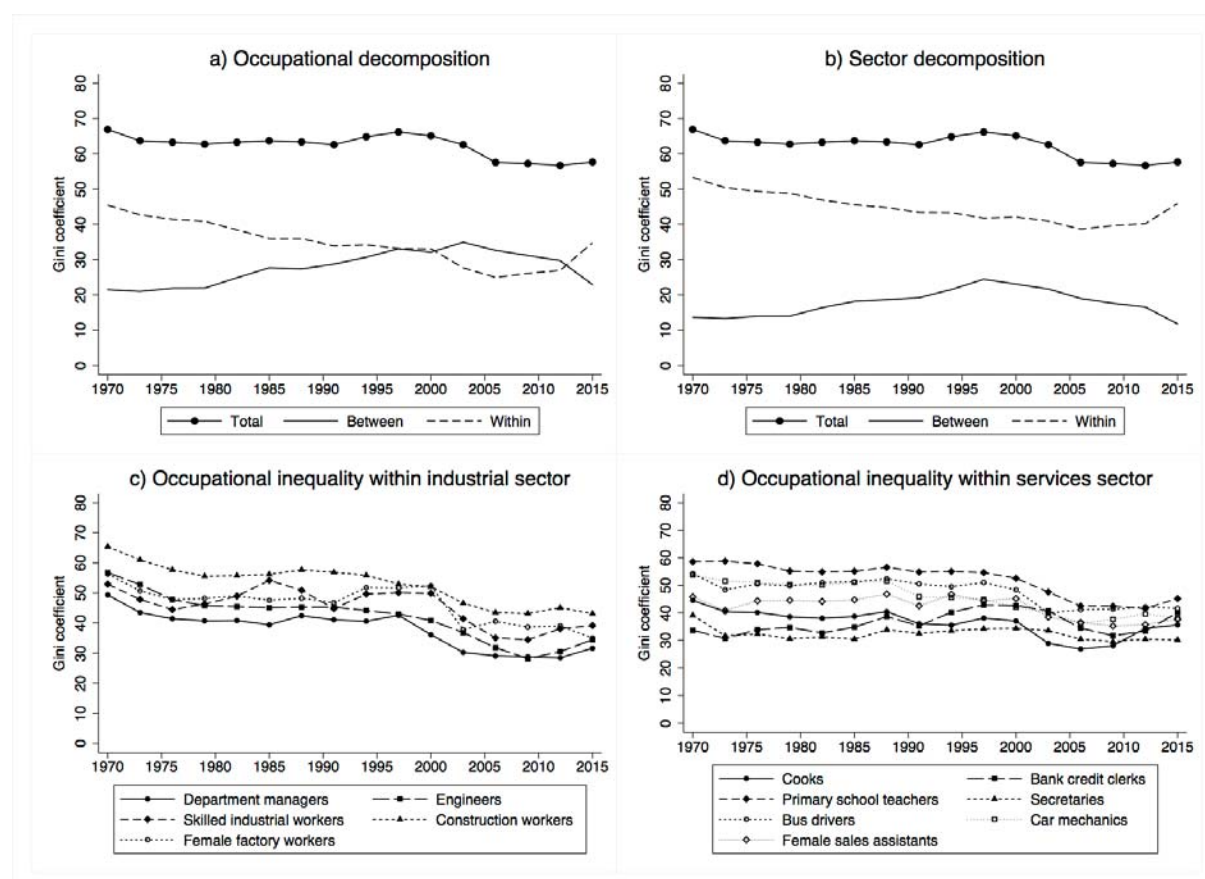 a) Occupational decomposition
Gini coefficient
80
70
60
50
40
30
20
10
0
1970 1975 1980 1985 1990 1995 2000 2005 2010 2015
Total Between Within
b) Sector decomposition
Gini coefficient
80
70
60
50
40
30
20
10
0
1970 1975 1980 1985 1990 1995 2000 2005 2010 2015
Total Between Within
c) Occupational inequality within industrial sector
Gini coefficient
80
70
60
50
40
30
20
10
0
1970 1975 1980 1985 1990 1995 2000 2005 2010 2015
Department managers Engineers
Skilled industrial workers Construction workers
Female factory workers
d) Occupational inequality within services sector
Gini coefficient
80
70
60
50
40
30
20
10
0
1970 1975 1980 1985 1990 1995 2000 2005 2010 2015
Cooks Bank credit clerks
Primary school teachers Secretaries
Bus drivers Car mechanics
Female sales assistants